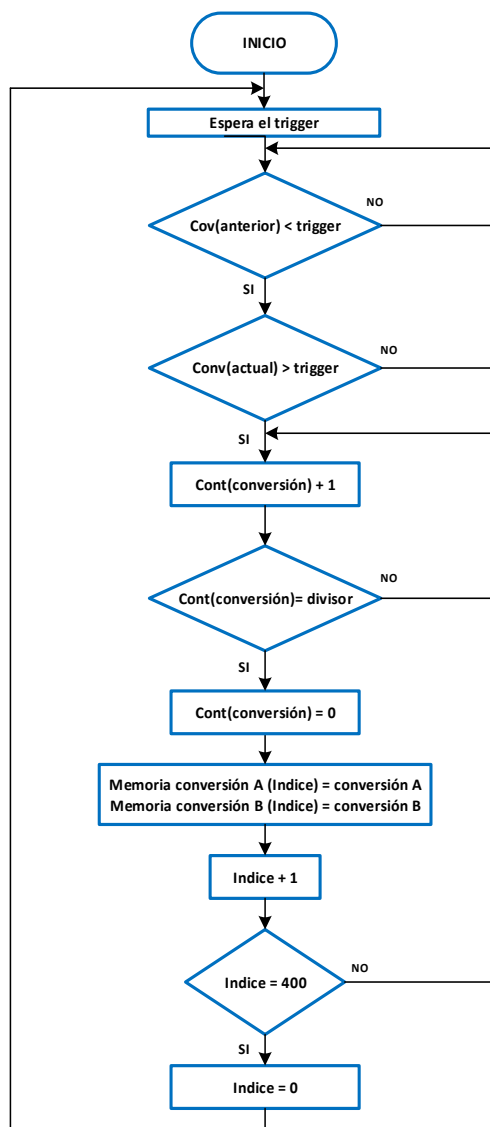 INICIO
Espera el trigger
Cov(anterior) < trigger
NO
SI
Conv(actual) > trigger
NO
SI
Cont(conversión) + 1
Cont(conversión)= divisor
NO
SI
Cont(conversión) = 0
Memoria conversión A (Indice) = conversión A
Memoria conversión B (Indice) = conversión B
Indice + 1
Indice = 400
NO
SI
Indice = 0